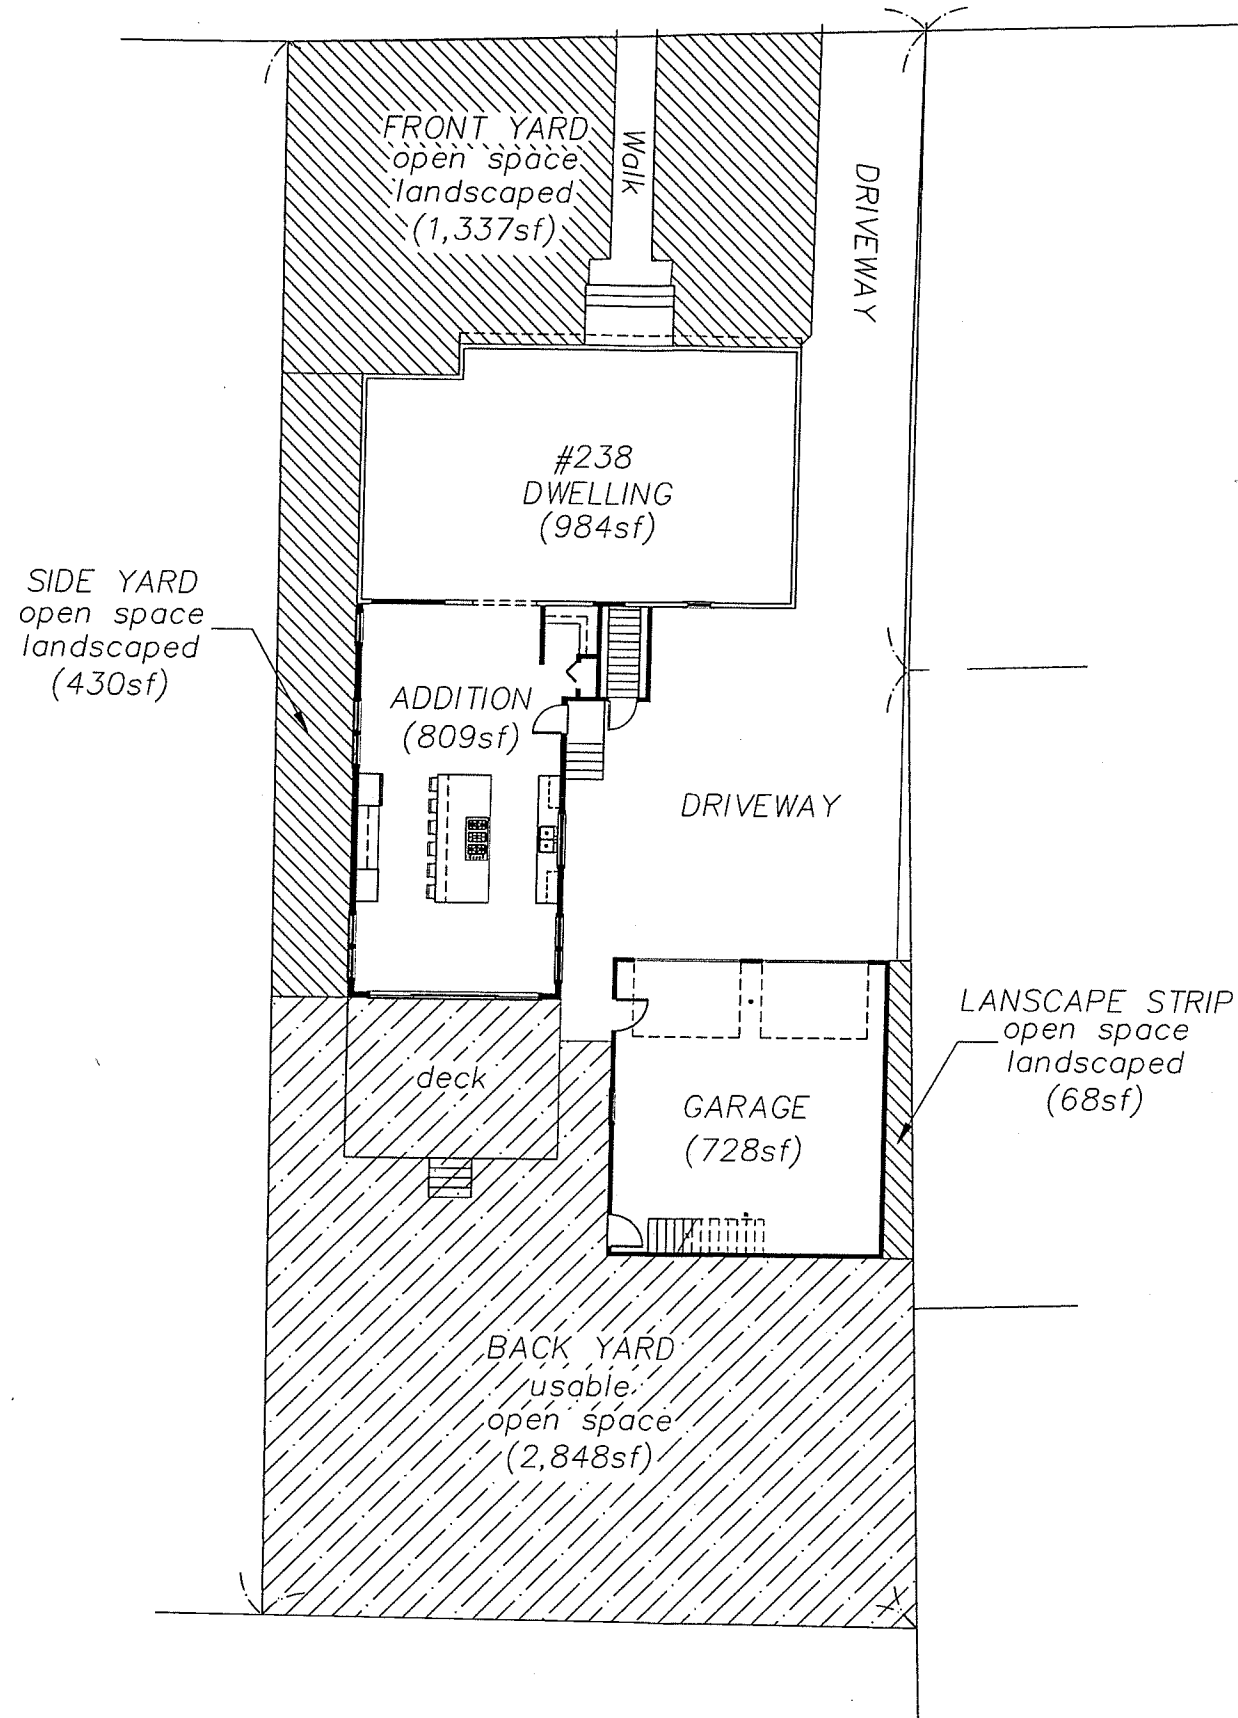 FRONT YARD
open space
landscaped
(1,337sf)
Walk
DRIVEWAY
#238
DWELLING
(984sf)
SIDE YARD
open space
landscaped
(430sf)
ADDITION
(809sf)
DRIVEWAY
LANSCAPE STRIP
open space
landscaped
(68sf)
deck
GARAGE
(728sf)
BACK YARD
usable
open space
(2,848sf)